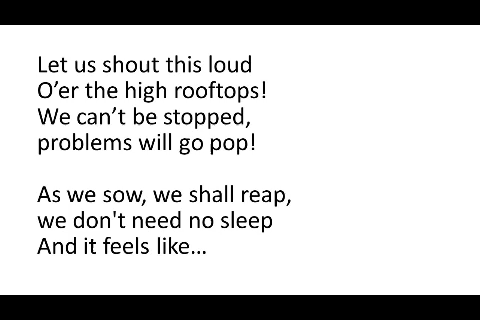 Let us shout this loud
O’er the high rooftops!
We can’t be stopped,
problems will go pop!
As we sow, we shall reap,
we don't need no sleep
And it feels like…